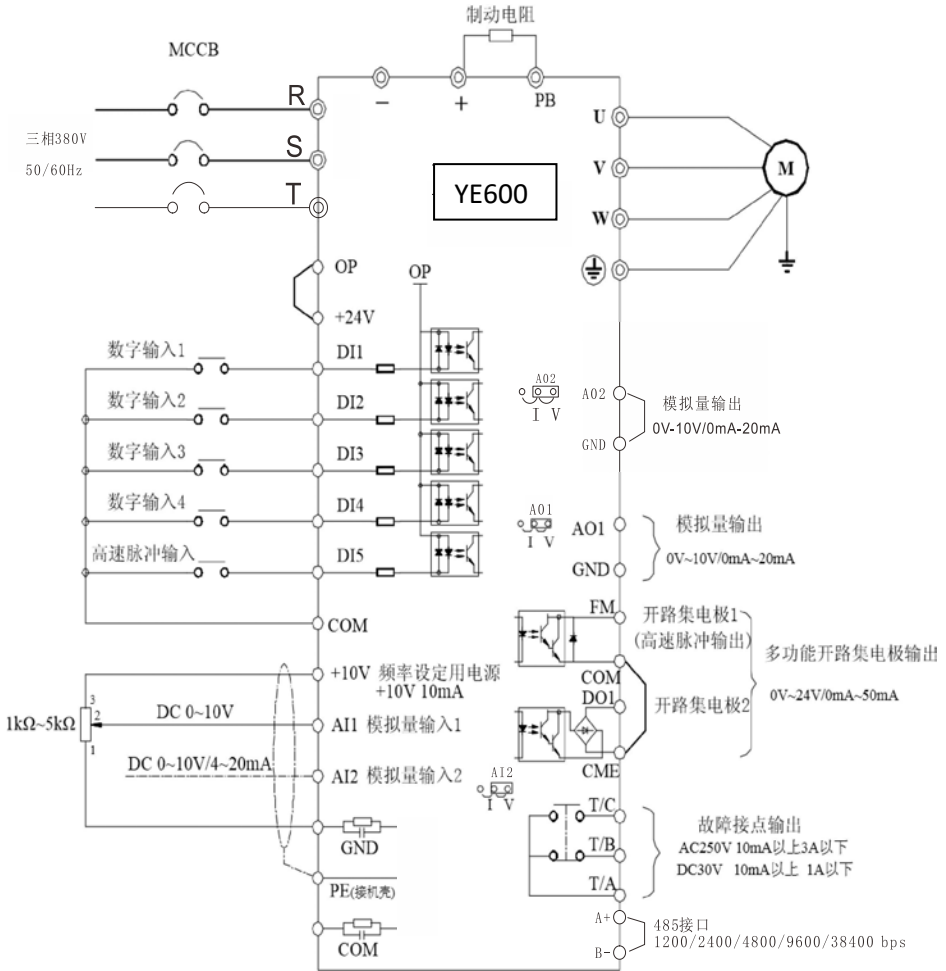 制动电阻
MCCB
R
－
+
PB
U
三相380V
S
50/60Hz
V
M
T
YE600
W
OP
OP
+24V
数字输入1
DI1
数字输入2
DI2
A02
I V
A02
模拟量输出
0V-10V/0mA-20mA
GND
数字输入3
DI3
数字输入4
DI4
A01
I V
AO1
模拟量输出
0V~10V/0mA~20mA
高速脉冲输入
DI5
GND
COM
FM
开路集电极1
(高速脉冲输出)
多功能开路集电极输出
COM
+10V 频率设定用电源
+10V 10mA
DO1
开路集电极2
0V~24V/0mA~50mA
3
1kΩ~5kΩ
2
DC 0~10V
AI1 模拟量输入1
1
CME
DC 0~10V/4~20mA
AI2 模拟量输入2
AI2
I V
T/C
故障接点输出
GND
T/B
AC250V 10mA以上3A以下
DC30V 10mA以上 1A以下
PE(接机壳)
T/A
A+
485接口
COM
1200/2400/4800/9600/38400 bps
B-